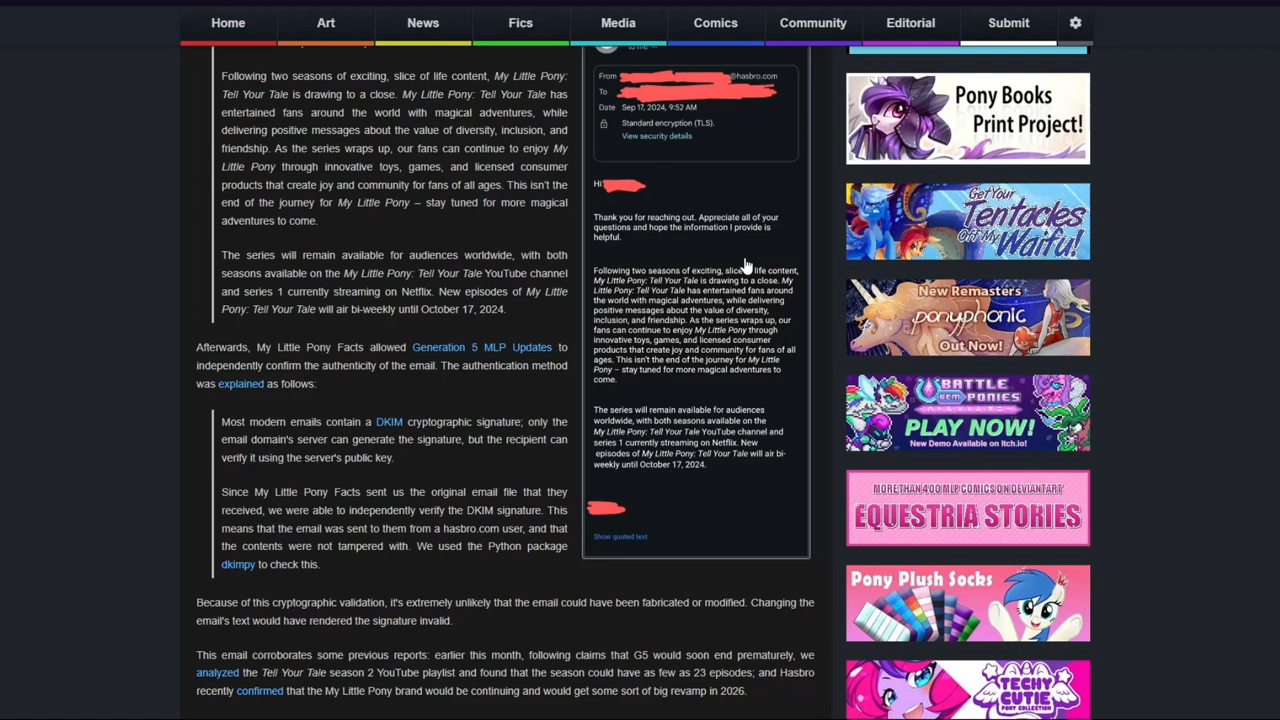 Home
Art
News
Fics
Media
Comics
Community
Editorial
Submit
Following two seasons of exciting, slice of life content, My Little Pony:
Tell Your Tale is drawing to a close. My Little Pony: Tell Your Tale has
entertained fans around the world with magical adventures, while
delivering positive messages about the value of diversity, inclusion, and
friendship. As the series wraps up, our fans can continue to enjoy My
Little Pony through innovative toys, games, and licensed consumer
products that create joy and community for fans of all ages. This isn't the
end of the journey for My Little Pony – stay tuned for more magical
adventures to come.
The series will remain available for audiences worldwide, with both
seasons available on the My Little Pony: Tell Your Tale YouTube channel
and series 1 currently streaming on Netflix. New episodes of My Little
Pony: Tell Your Tale will air bi-weekly until October 17, 2024.
Afterwards, My Little Pony Facts allowed Generation 5 MLP Updates to
independently confirm the authenticity of the email. The authentication method
was explained as follows:
Most modern emails contain a DKIM cryptographic signature; only the
email domain's server can generate the signature, but the recipient can
verify it using the server's public key.
Since My Little Pony Facts sent us the original email file that they
received, we were able to independently verify the DKIM signature. This
means that the email was sent to them from a hasbro.com user, and that
the contents were not tampered with. We used the Python package
dkimpy to check this.
Because of this cryptographic validation, it's extremely unlikely that the email could have been fabricated or modified. Changing the
email's text would have rendered the signature invalid.
This email corroborates some previous reports: earlier this month, following claims that G5 would soon end prematurely, we
analyzed the Tell Your Tale season 2 YouTube playlist and found that the season could have as few as 23 episodes; and Hasbro
recently confirmed that the My Little Pony brand would be continuing and would get some sort of big revamp in 2026.
to me
From @hasbro.com
To
Date Sep 17, 2024, 9:52 AM
Standard encryption (TLS).
View security details
Hi
Thank you for reaching out. Appreciate all of your
questions and hope the information I provide is
helpful.
Following two seasons of exciting, slice life content,
My Little Pony: Tell Your Tale is drawing to a close. My
Little Pony: Tell Your Tale has entertained fans around
the world with magical adventures, while delivering
positive messages about the value of diversity,
inclusion, and friendship. As the series wraps up, our
fans can continue to enjoy My Little Pony through
innovative toys, games, and licensed consumer
products that create joy and community for fans of all
ages. This isn't the end of the journey for My Little
Pony – stay tuned for more magical adventures to
come.
The series will remain available for audiences
worldwide, with both seasons available on the
My Little Pony: Tell Your Tale YouTube channel and
series 1 currently streaming on Netflix. New
episodes of My Little Pony: Tell Your Tale will air bi-
weekly until October 17, 2024.
Show quoted text
Pony Books
Print Project!
Get Your
Tentacles
Off My
Waifu!
New Remasters
ponyphonic
Out Now!
BATTLE
GEM PONIES
PLAY NOW!
New Demo Available on Itch.io!
MORE THAN 400 MLP COMICS ON DEVIANTART
EQUESTRIA STORIES
Pony Plush Socks
TECHY
CUTIE
PONY COLLECTION